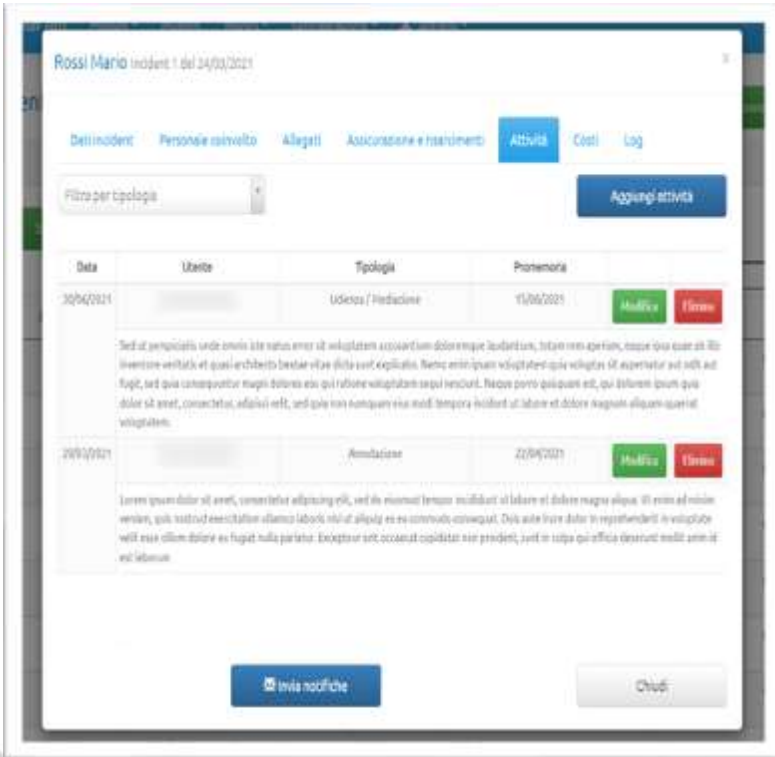 Rossi Mario Incident 1 del 24/03/2021
x
Dati incident Personale coinvolto Allegati Assicurazione e risarcimenti Attività Costi Log
Filtra per tipologia
Aggiungi attività
Data Utente Tipologia Promemoria
30/06/2021 Udienza / Mediazione 15/06/2021 Modifica Elimina
Sed ut perspiciatis unde omnis iste natus error sit voluptatem accusantium doloremque laudantium, totam rem aperiam, eaque ipsa quae ab illo
inventore veritatis et quasi architecto beatae vitae dicta sunt explicabo. Nemo enim ipsam voluptatem quia voluptas sit aspernatur aut odit aut
fugit, sed quia consequuntur magni dolores eos qui ratione voluptatem sequi nesciunt. Neque porro quisquam est, qui dolorem ipsum quia
dolor sit amet, consectetur, adipisci velit, sed quia non numquam eius modi tempora incidunt ut labore et dolore magnam aliquam quaerat
voluptatem.
Annotazione 22/04/2021 Modifica Elimina
Lorem ipsum dolor sit amet, consectetur adipiscing elit, sed do eiusmod tempor incididunt ut labore et dolore magna aliqua. Ut enim ad minim
veniam, quis nostrud exercitation ullamco laboris nisi ut aliquip ex ea commodo consequat. Duis aute irure dolor in reprehenderit in voluptate
velit esse cillum dolore eu fugiat nulla pariatur. Excepteur sint occaecat cupidatat non proident, sunt in culpa qui officia deserunt mollit anim id
est laborum
Invia notifiche
Chiudi